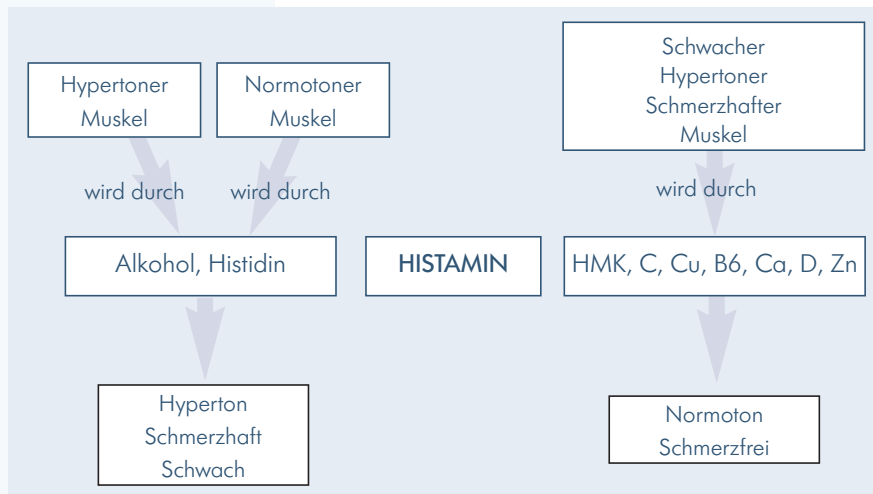 Hypertoner
Muskel
Normotoner
Muskel
Schwacher
Hypertoner
Schmerzhafter
Muskel
wird durch
wird durch
wird durch
Alkohol, Histidin
HISTAMIN
HMK, C, Cu, B6, Ca, D, Zn
Hyperton
Schmerzhaft
Schwach
Normoton
Schmerzfrei